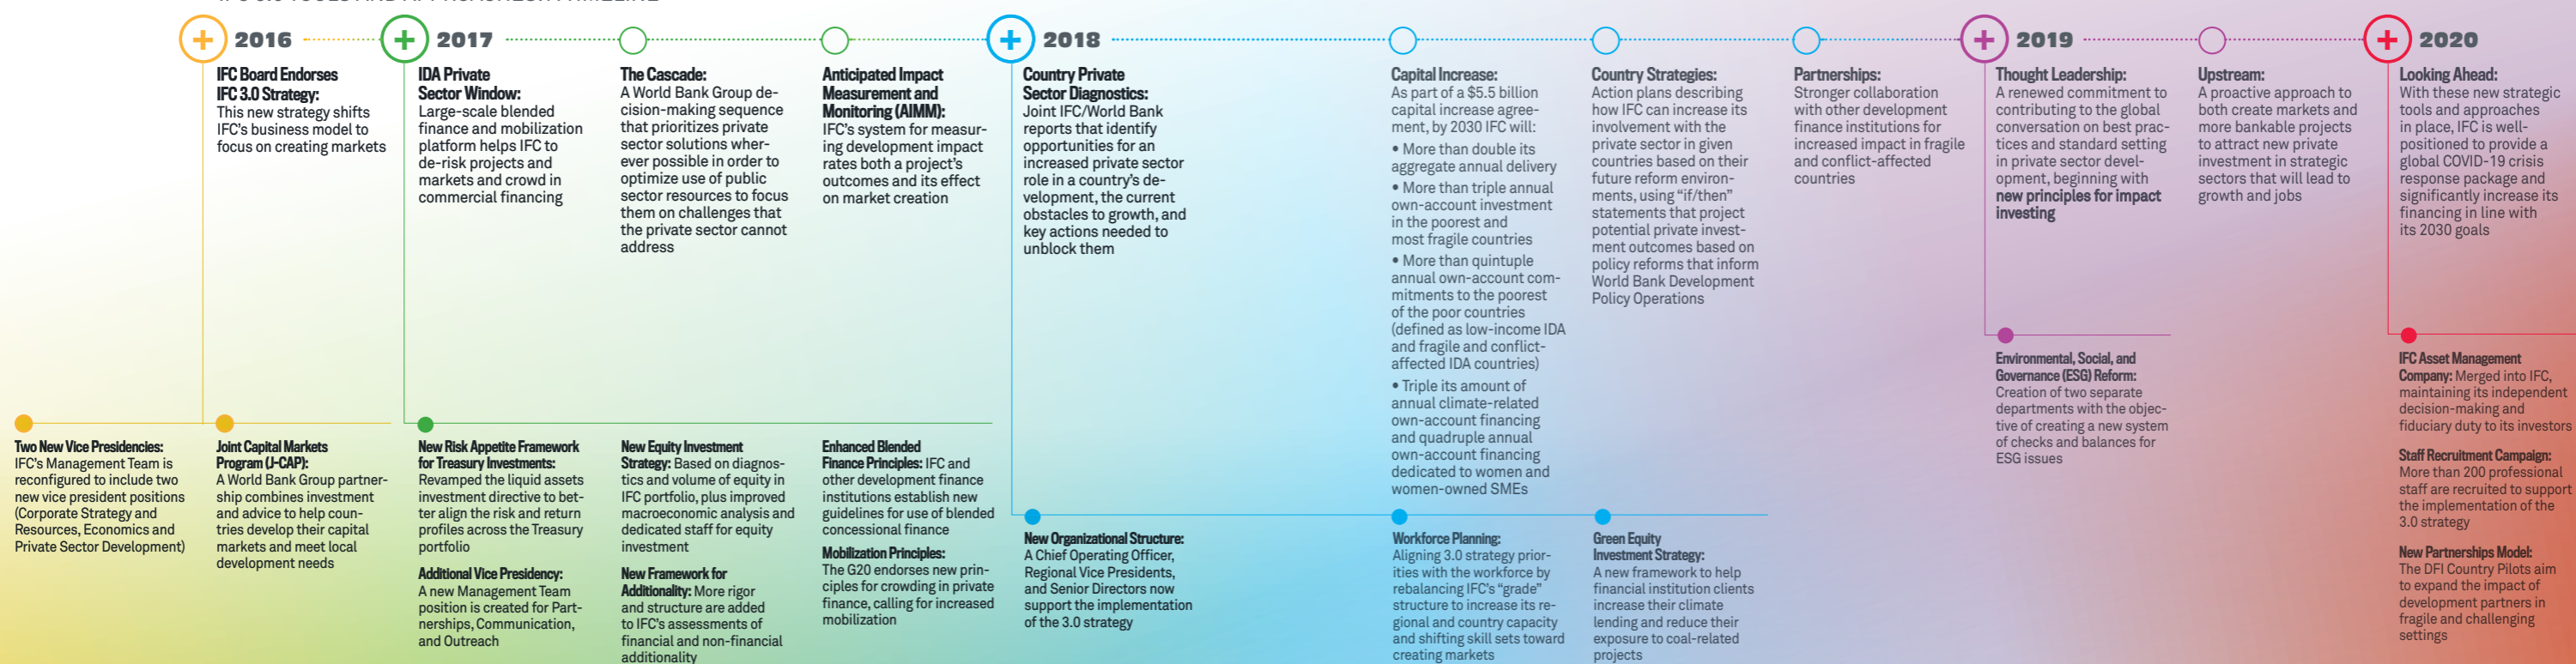 IFC 3.0 TOOLS AND APPROACHES: A TIMELINE
2016
IFC Board Endorses
IFC 3.0 Strategy:
This new strategy shifts
IFC's business model to
focus on creating markets
Two New Vice Presidencies:
IFC's Management Team is
reconfigured to include two
new vice president positions
(Corporate Strategy and
Resources, Economics and
Private Sector Development)
Joint Capital Markets
Program (J-CAP):
A World Bank Group partner-
ship combines investment
and advice to help coun-
tries develop their capital
markets and meet local
development needs
2017
IDA Private
Sector Window:
Large-scale blended
finance and mobilization
platform helps IFC to
de-risk projects and
markets and crowd in
commercial financing
The Cascade:
A World Bank Group de-
cision-making sequence
that prioritizes private
sector solutions wher-
ever possible in order to
optimize use of public
sector resources to focus
them on challenges that
the private sector cannot
address
Anticipated Impact
Measurement and
Monitoring (AIMM):
IFC's system for measur-
ing development impact
rates both a project's
outcomes and its effect
on market creation
New Risk Appetite Framework
for Treasury Investments:
Revamped the liquid assets
investment directive to bet-
ter align the risk and return
profiles across the Treasury
portfolio
Additional Vice Presidency:
A new Management Team
position is created for Part-
nerships, Communication,
and Outreach
New Equity Investment
Strategy: Based on diagnos-
tics and volume of equity in
IFC portfolio, plus improved
macroeconomic analysis and
dedicated staff for equity
investment
New Framework for
Additionality: More rigor
and structure are added
to IFC's assessments of
financial and non-financial
additionality
Enhanced Blended
Finance Principles: IFC and
other development finance
institutions establish new
guidelines for use of blended
concessional finance
Mobilization Principles:
The G20 endorses new prin-
ciples for crowding in private
finance, calling for increased
mobilization
2018
Country Private
Sector Diagnostics:
Joint IFC/World Bank
reports that identify
opportunities for an
increased private sector
role in a country's de-
velopment, the current
obstacles to growth, and
key actions needed to
unblock them
Capital Increase:
As part of a $5.5 billion
capital increase agree-
ment, by 2030 IFC will:
• More than double its
aggregate annual delivery
• More than triple annual
own-account investment
in the poorest and
most fragile countries
• More than quintuple
annual own-account com-
mitments to the poorest
of the poor countries
(defined as low-income IDA
and fragile and conflict-
affected IDA countries)
• Triple its amount of
annual climate-related
own-account financing
and quadruple annual
own-account financing
dedicated to women and
women-owned SMEs
Country Strategies:
Action plans describing
how IFC can increase its
involvement with the
private sector in given
countries based on their
future reform environ-
ments, using "if/then"
statements that project
potential private invest-
ment outcomes based on
policy reforms that inform
World Bank Development
Policy Operations
Partnerships:
Stronger collaboration
with other development
finance institutions for
increased impact in fragile
and conflict-affected
countries
New Organizational Structure:
A Chief Operating Officer,
Regional Vice Presidents,
and Senior Directors now
support the implementation
of the 3.0 strategy
Workforce Planning:
Aligning 3.0 strategy prior-
ities with the workforce by
rebalancing IFC's "grade"
structure to increase its re-
gional and country capacity
and shifting skill sets toward
creating markets
Green Equity
Investment Strategy:
A new framework to help
financial institution clients
increase their climate
lending and reduce their
exposure to coal-related
projects
2019
Thought Leadership:
A renewed commitment to
contributing to the global
conversation on best prac-
tices and standard setting
in private sector devel-
opment, beginning with
new principles for impact
investing
Upstream:
A proactive approach to
both create markets and
more bankable projects
to attract new private
investment in strategic
sectors that will lead to
growth and jobs
Environmental, Social, and
Governance (ESG) Reform:
Creation of two separate
departments with the objec-
tive of creating a new system
of checks and balances for
ESG issues
2020
Looking Ahead:
With these new strategic
tools and approaches
in place, IFC is well-
positioned to provide a
global COVID-19 crisis
response package and
significantly increase its
financing in line with
its 2030 goals
IFC Asset Management
Company: Merged into IFC,
maintaining its independent
decision-making and
fiduciary duty to its investors
Staff Recruitment Campaign:
More than 200 professional
staff are recruited to support
the implementation of the
3.0 strategy
New Partnerships Model:
The DFI Country Pilots aim
to expand the impact of
development partners in
fragile and challenging
settings